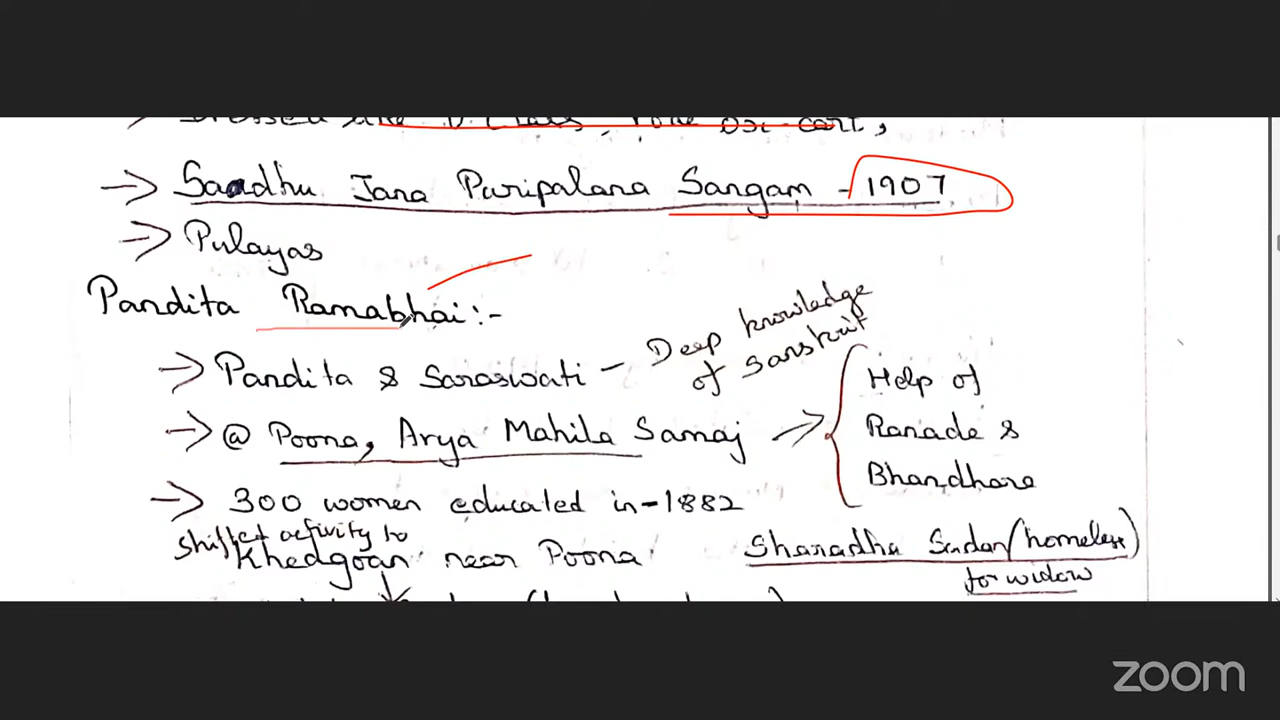 → Saadhu Jana Paripalana Sangam - 1907
→ Pulayas
Pandita Ramabhai :-
→ Pandita & Saraswati - Deep knowledge of Sanskrit
→ @ Poona, Arya Mahila Samaj → Help of Ranade & Bhandhare
→ 300 women educated in - 1882
shifted activity to
Khedgoan near Poona
Sharadha Sadan (homeless)
for widow
zoom